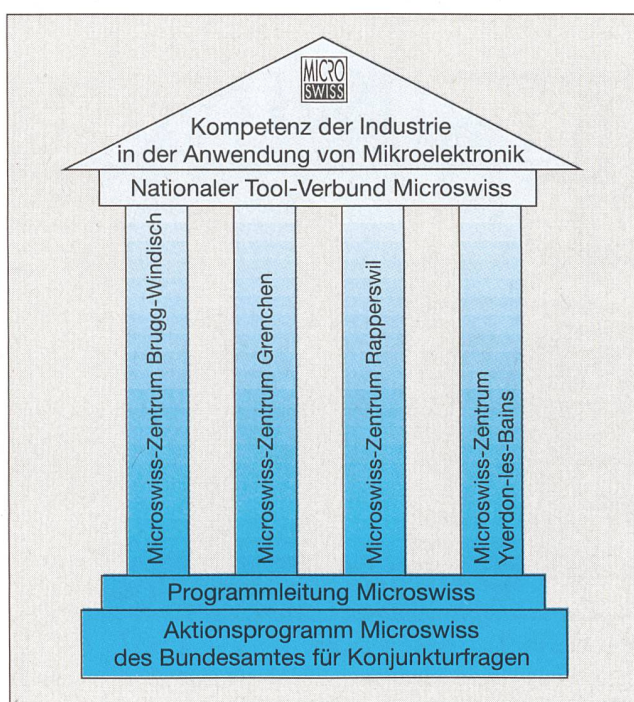 MICRO
SWISS
Kompetenz der Industrie
in der Anwendung von Mikroelektronik
Nationaler Tool-Verbund Microswiss
Microswiss-Zentrum Brugg-Windisch
Microswiss-Zentrum Grenchen
Microswiss-Zentrum Rapperswil
Microswiss-Zentrum
Yverdon-les-Bains
Programmleitung Microswiss
Aktionsprogramm Microswiss
des Bundesamtes für Konjunkturfragen